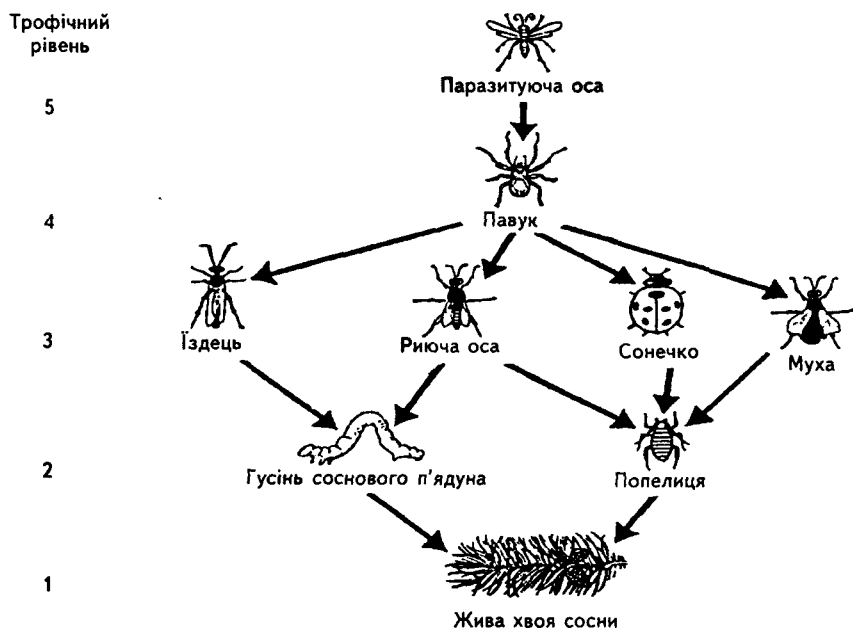 Трофічний
рівень
Паразитуюча оса
5
Павук
4
Їздець
Риюча оса
Сонечко
Муха
3
Гусінь соснового п'ядуна
Попелиця
2
1
Жива хвоя сосни